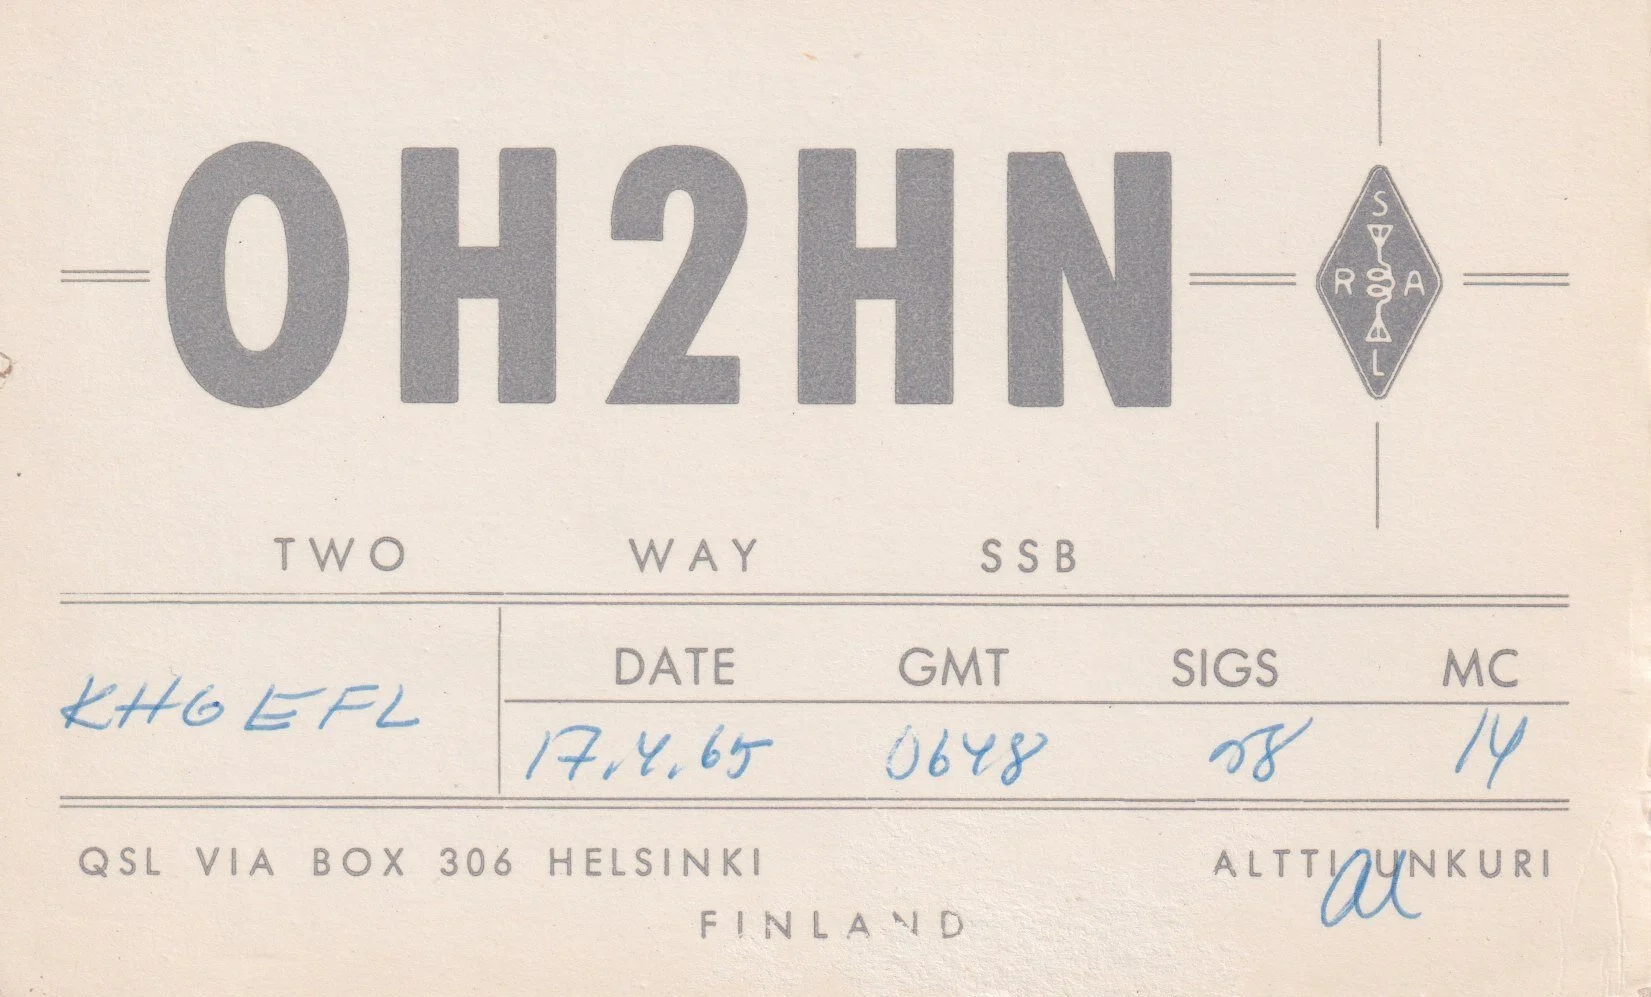 OH2HN
S
R A
L
TWO WAY SSB
DATE GMT SIGS MC
KH6EFL 17.4.65 0648 58 14
QSL VIA BOX 306 HELSINKI ALTTI UNKURI
al
FINLAND